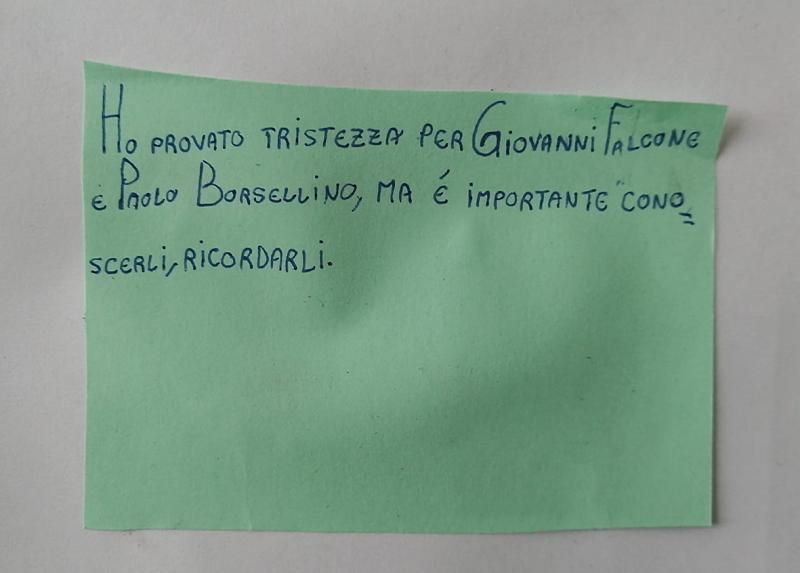 Ho PROVATO TRISTEZZA PER GIOVANNI FALCONE
E PAOLO BORSELLINO, MA É IMPORTANTE CONO=
SCERLI, RICORDARLI.